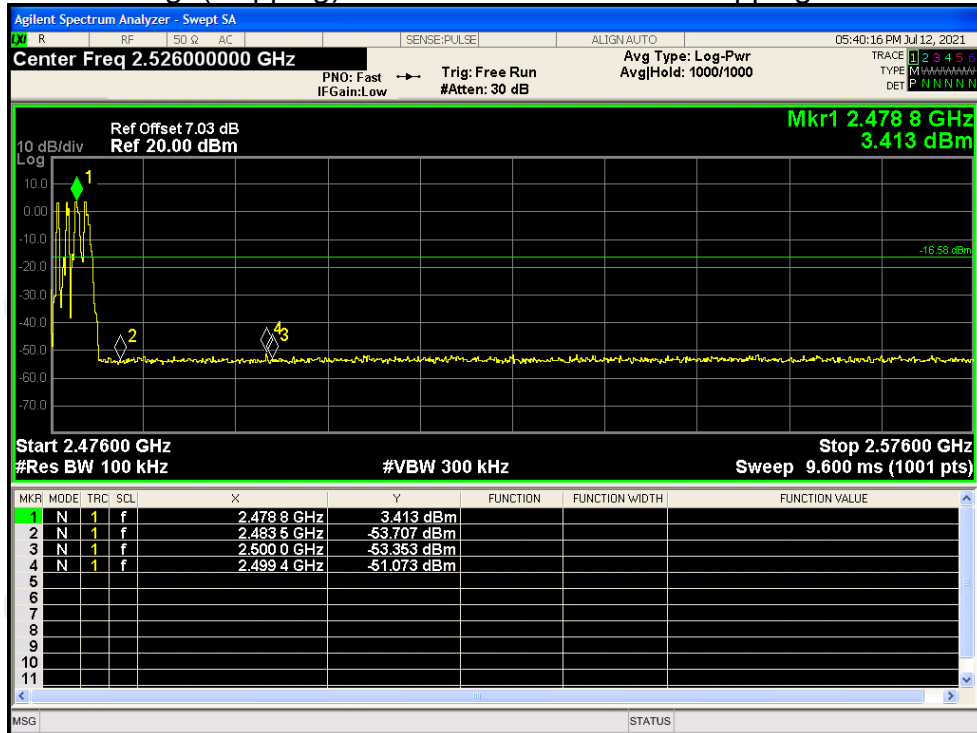 Agilent Spectrum Analyzer - Swept SA
LXI R RF 50 Ω AC SENSE:PULSE ALIGN AUTO 05:40:16 PM Jul 12, 2021
Center Freq 2.526000000 GHz
PNO: Fast Trig: Free Run
IFGain:Low #Atten: 30 dB
Avg Type: Log-Pwr
Avg|Hold: 1000/1000
TRACE 1 2 3 4 5 6
TYPE M
DET P N N N N N
Mkr1 2.478 8 GHz
3.413 dBm
Ref Offset 7.03 dB
10 dB/div Ref 20.00 dBm
Log
10.0
0.00
-10.0
-20.0
-30.0
-40.0
-50.0
-60.0
-70.0
1
2
4
3
-16.58 dBm
Start 2.47600 GHz Stop 2.57600 GHz
#Res BW 100 kHz #VBW 300 kHz Sweep 9.600 ms (1001 pts)
MKR MODE TRC SCL X Y FUNCTION FUNCTION WIDTH FUNCTION VALUE
1 N 1 f 2.478 8 GHz 3.413 dBm
2 N 1 f 2.483 5 GHz -53.707 dBm
3 N 1 f 2.500 0 GHz -53.353 dBm
4 N 1 f 2.499 4 GHz -51.073 dBm
5
6
7
8
9
10
11
MSG STATUS